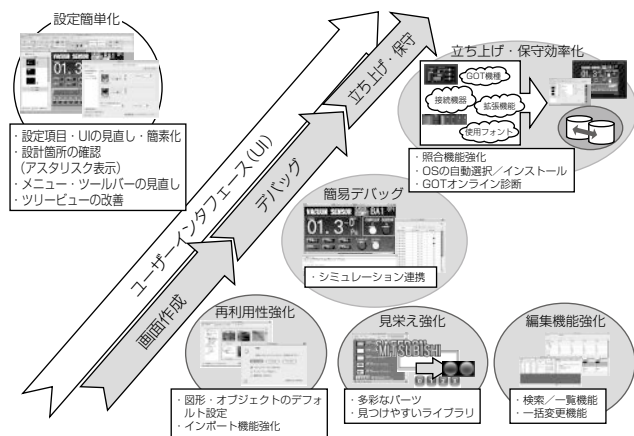 設定簡単化
01.3
・設定項目・UIの見直し・簡素化
・設計箇所の確認
（アスタリスク表示）
・メニュー・ツールバーの見直し
・ツリービューの改善
ユーザーインタフェース(UI)
画面作成
デバッグ
立ち上げ・保守
立ち上げ・保守効率化
GOT機種
接続機器
拡張機能
使用フォント
・照合機能強化
・OSの自動選択／インストール
・GOTオンライン診断
簡易デバッグ
VACUUM SENSOR
01.3
・シミュレーション連携
再利用性強化
・図形・オブジェクトのデフォ
ルト設定
・インポート機能強化
見栄え強化
MITSUBISHI
・多彩なパーツ
・見つけやすいライブラリ
編集機能強化
・検索／一覧機能
・一括変更機能